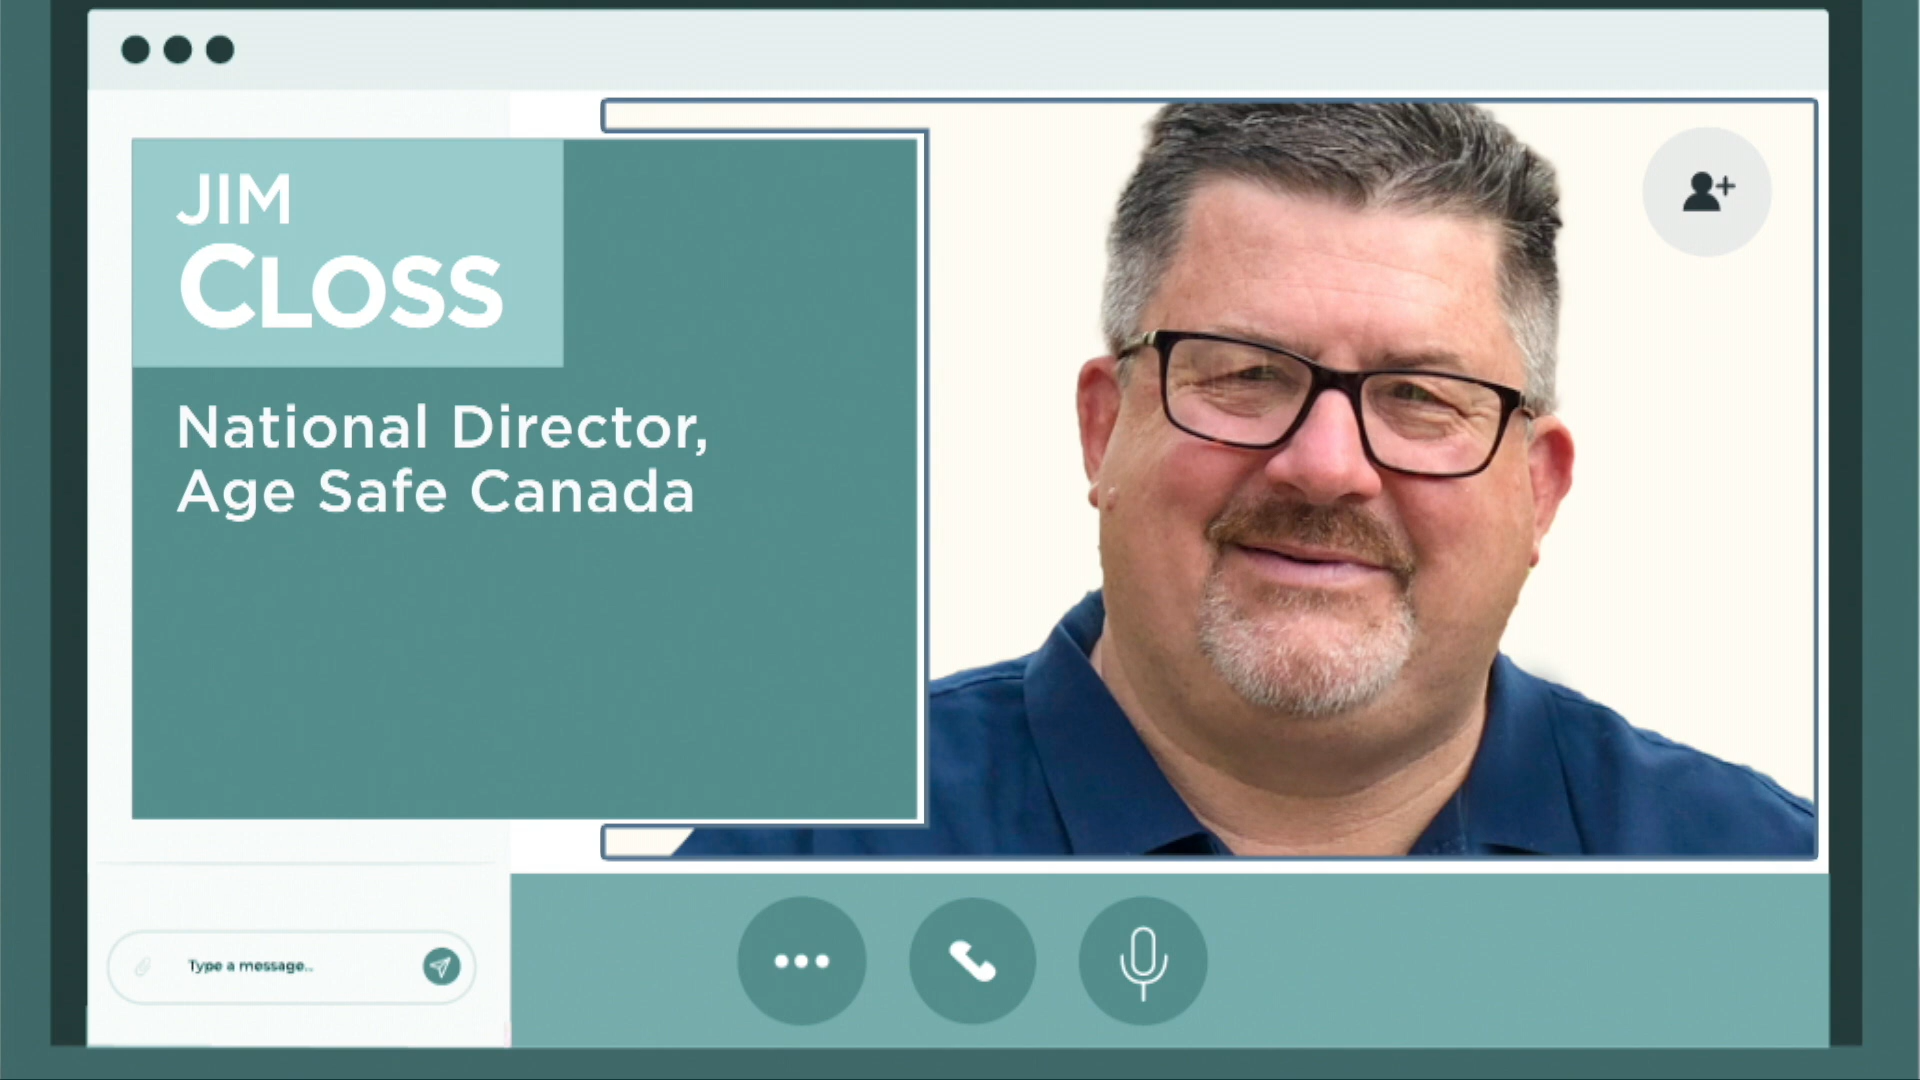 JIM
CLOSS
National Director,
Age Safe Canada
Type a message..